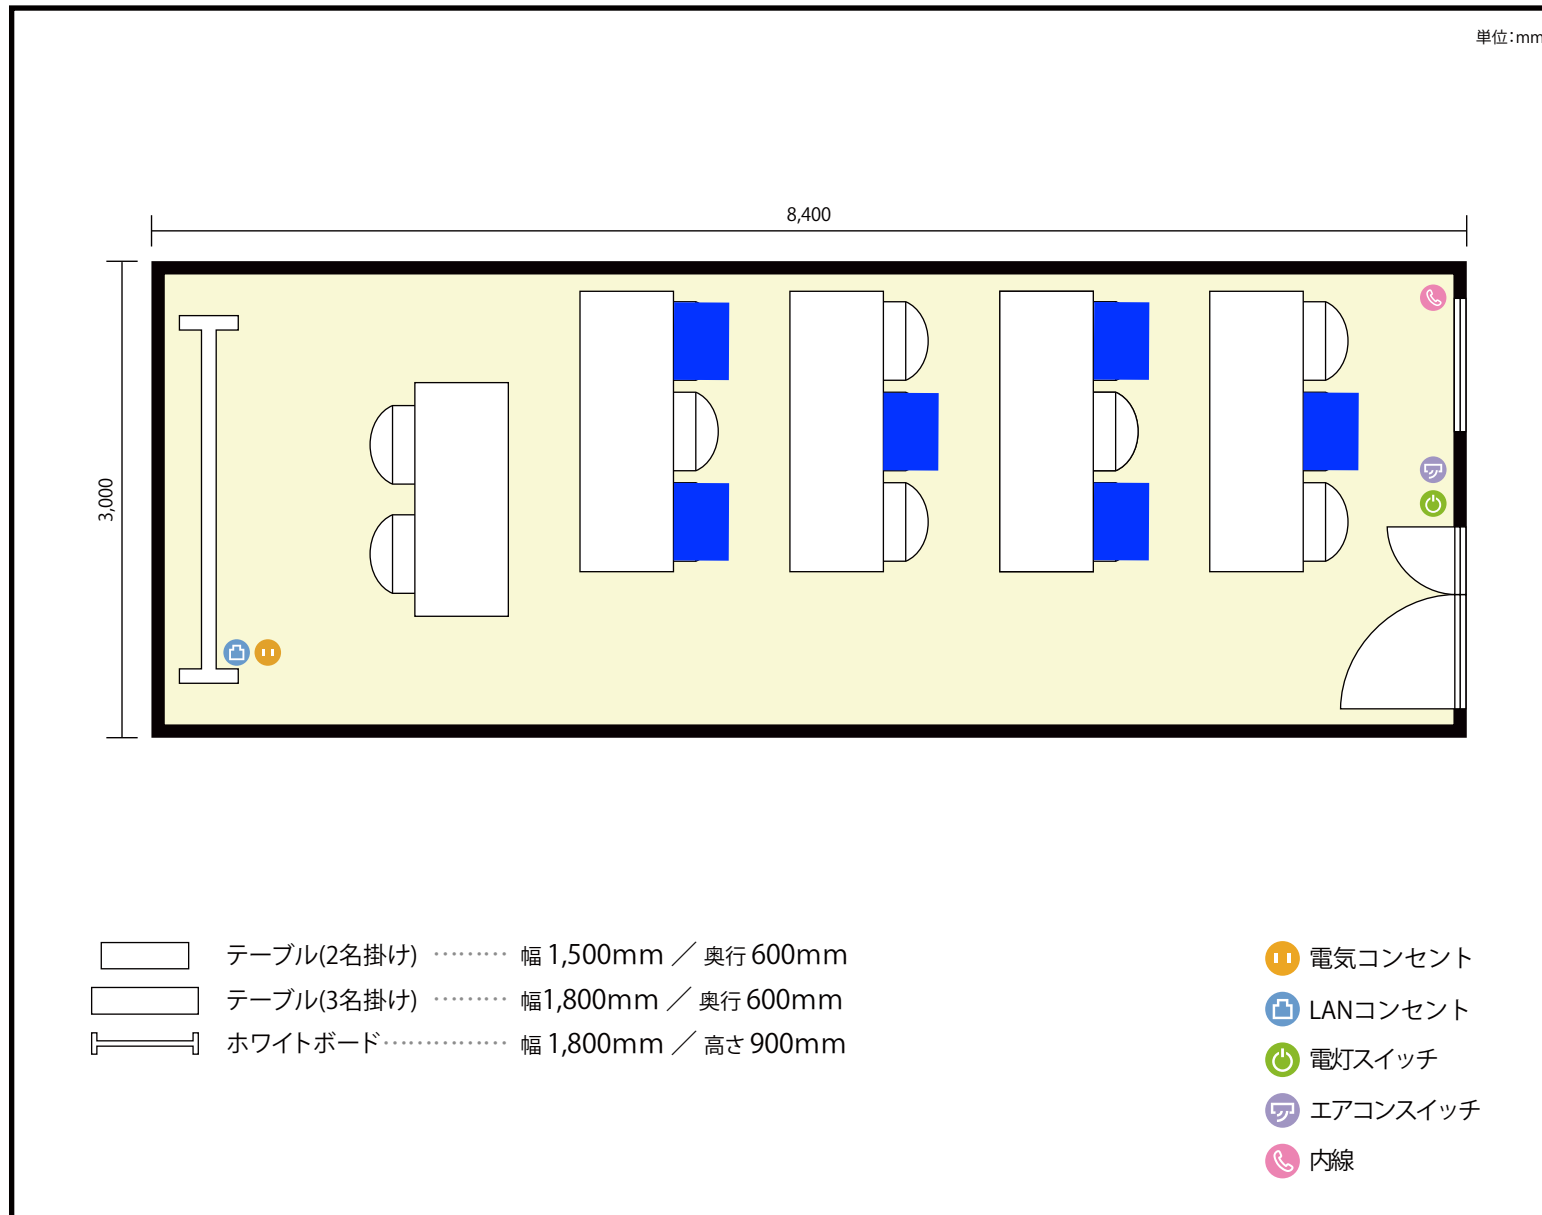 単位：mm
8,400
3,000
テーブル(2名掛け) ……… 幅 1,500mm ／ 奥行 600mm
テーブル(3名掛け) ……… 幅1,800mm ／ 奥行 600mm
ホワイトボード…………… 幅 1,800mm ／ 高さ 900mm
電気コンセント
LANコンセント
電灯スイッチ
エアコンスイッチ
内線